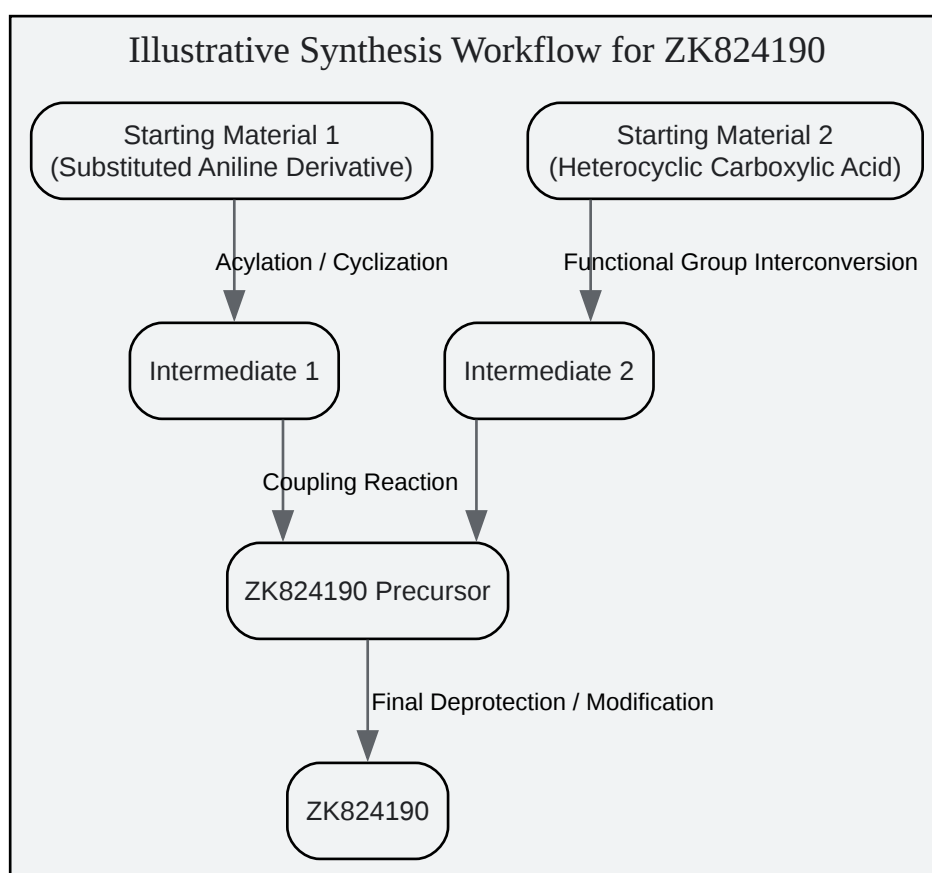 Illustrative Synthesis Workflow for ZK824190
Starting Material 1
(Substituted Aniline Derivative)
Starting Material 2
(Heterocyclic Carboxylic Acid)
Acylation / Cyclization
Functional Group Interconversion
Intermediate 1
Intermediate 2
Coupling Reaction
ZK824190 Precursor
Final Deprotection / Modification
ZK824190